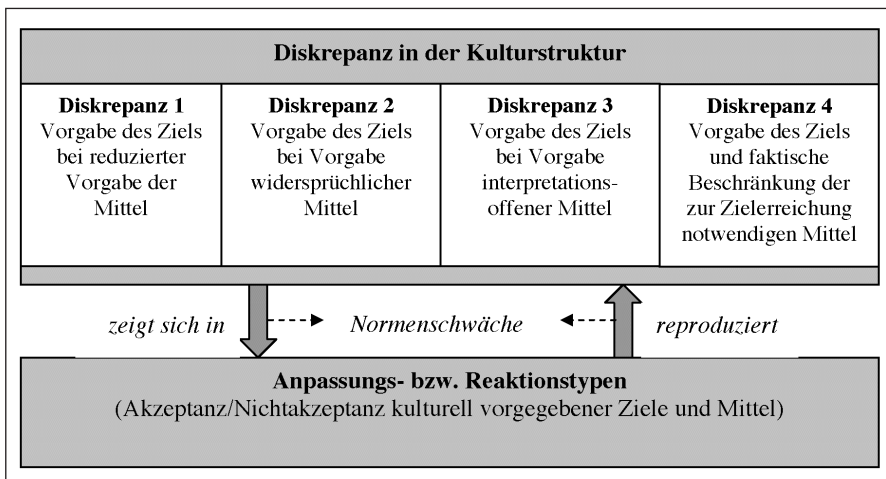 Diskrepanz in der Kulturstruktur
Diskrepanz 1
Vorgabe des Ziels
bei reduzierter
Vorgabe der
Mittel
Diskrepanz 2
Vorgabe des Ziels
bei Vorgabe
widersprüchlicher
Mittel
Diskrepanz 3
Vorgabe des Ziels
bei Vorgabe
interpretations-
offener Mittel
Diskrepanz 4
Vorgabe des Ziels
und faktische
Beschränkung der
zur Zielerreichung
notwendigen Mittel
zeigt sich in
Normenschwäche
reproduziert
Anpassungs- bzw. Reaktionstypen
(Akzeptanz/Nichtakzeptanz kulturell vorgegebener Ziele und Mittel)